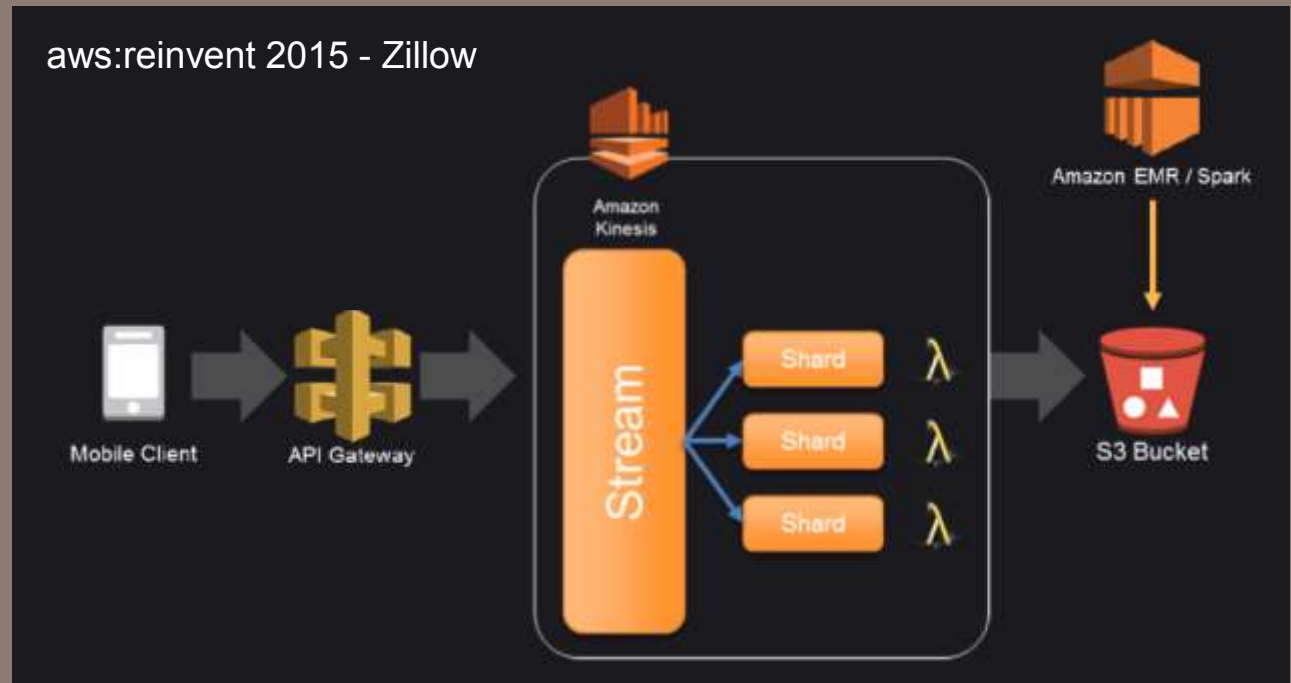 aws:reinvent 2015 - Zillow
Amazon EMR / Spark
Amazon
Kinesis
Stream
Shard
λ
Shard
λ
Shard
λ
Mobile Client
API Gateway
S3 Bucket